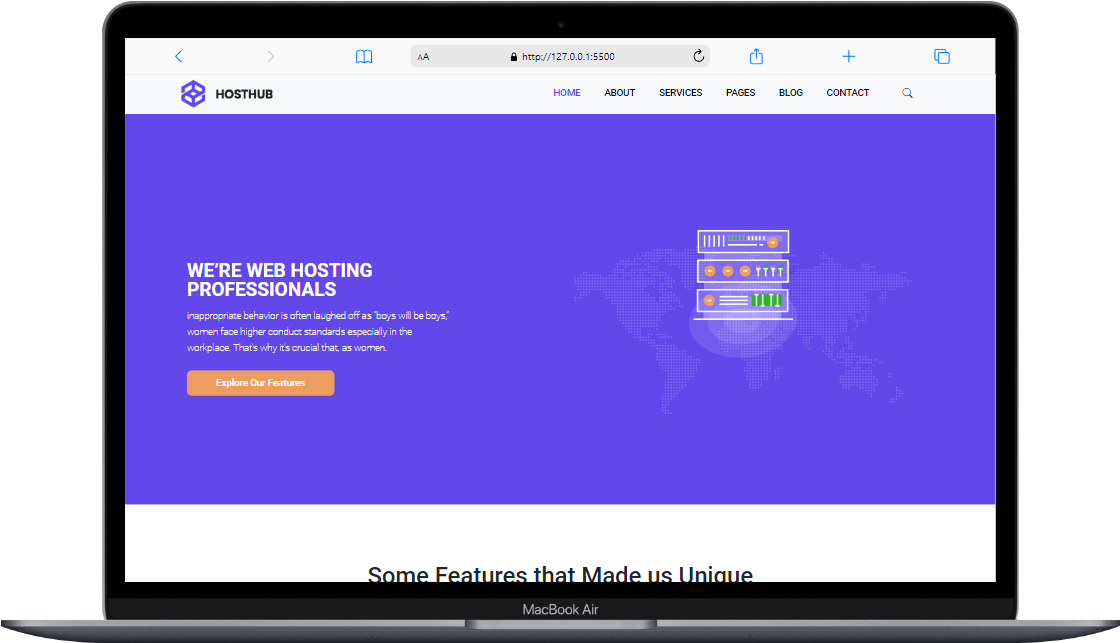 AA http://127.0.0.1:5500
HOSTHUB
HOME ABOUT SERVICES PAGES BLOG CONTACT
WE'RE WEB HOSTING
PROFESSIONALS
inappropriate behavior is often laughed off as "boys will be boys,"
women face higher conduct standards especially in the
workplace. That's why it's crucial that, as women.
Explore Our Features
Some Features that Made us Unique
MacBook Air